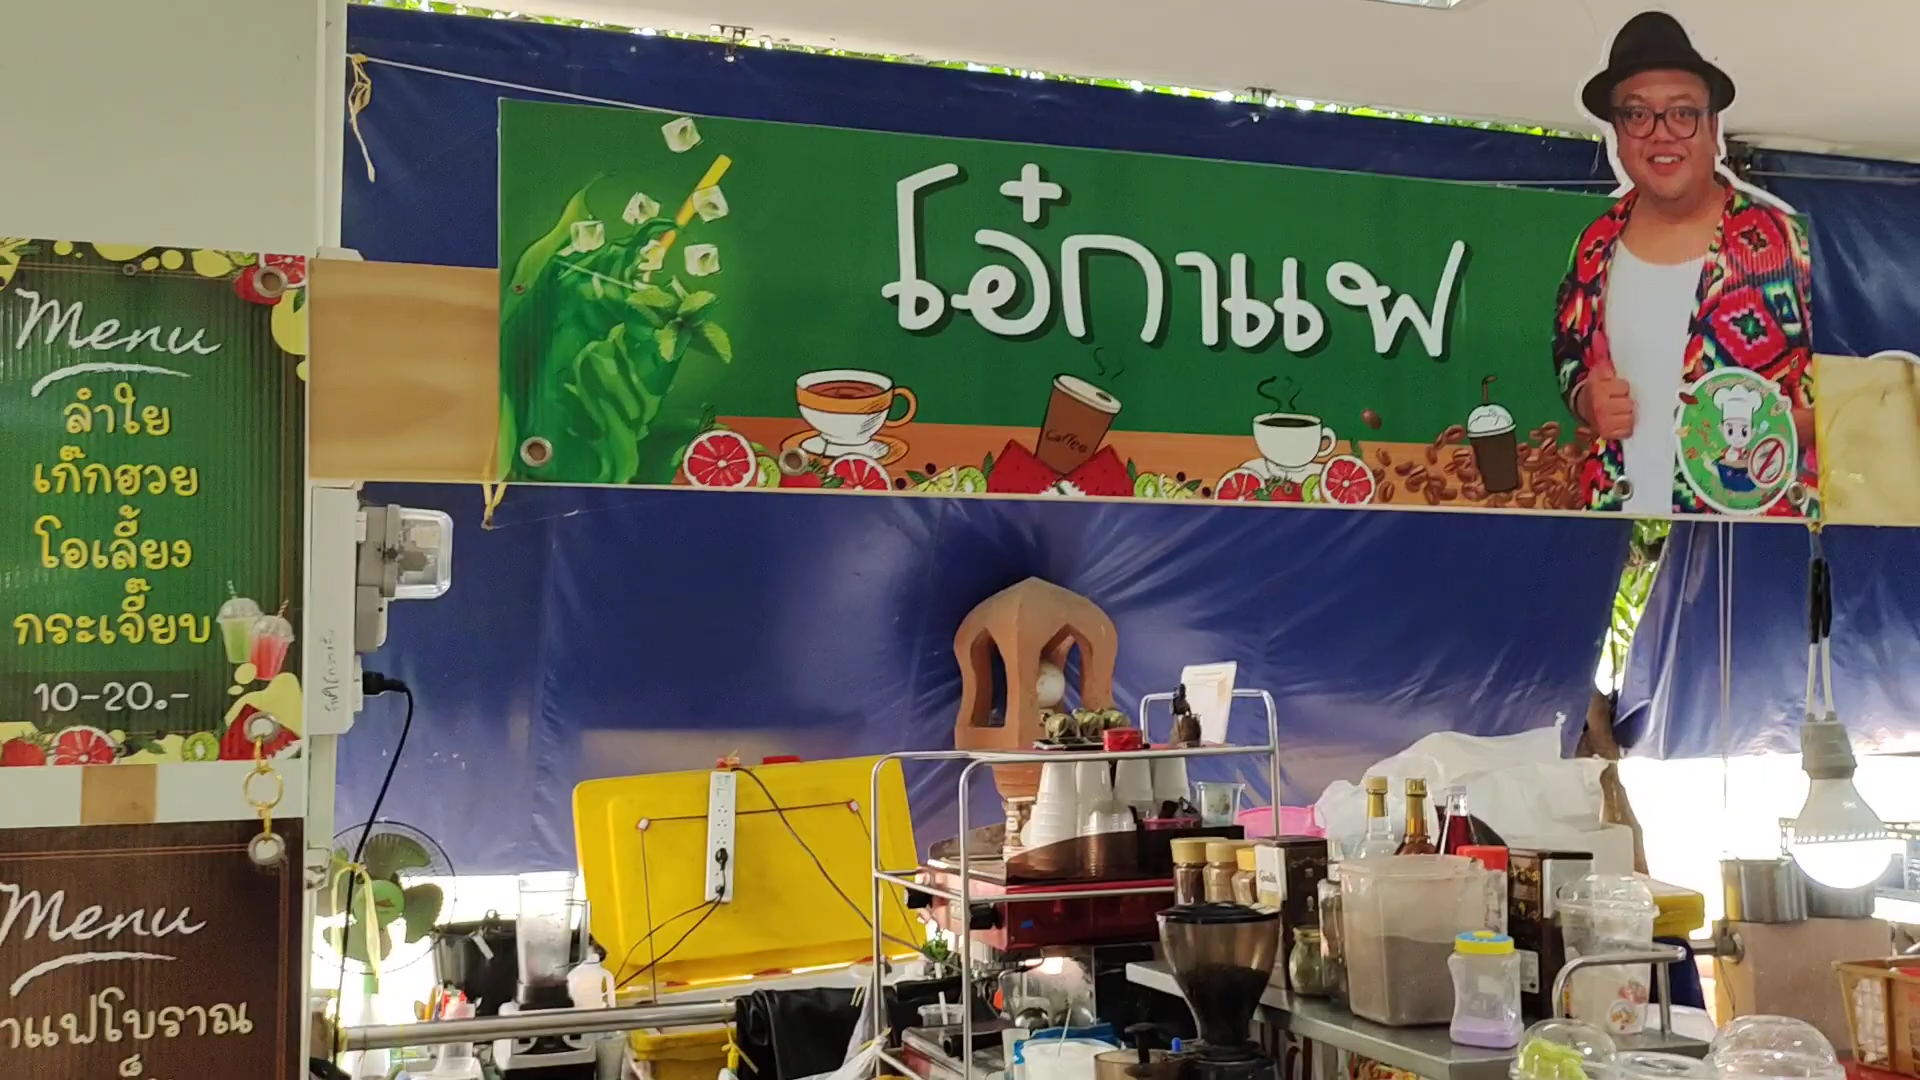 โอ๋กาแฟ
Coffee
Menu
ลำใย
เก๊กฮวย
โอเลี้ยง
กระเจี๊ยบ
10-20.-
Menu
าแฟโบราณ